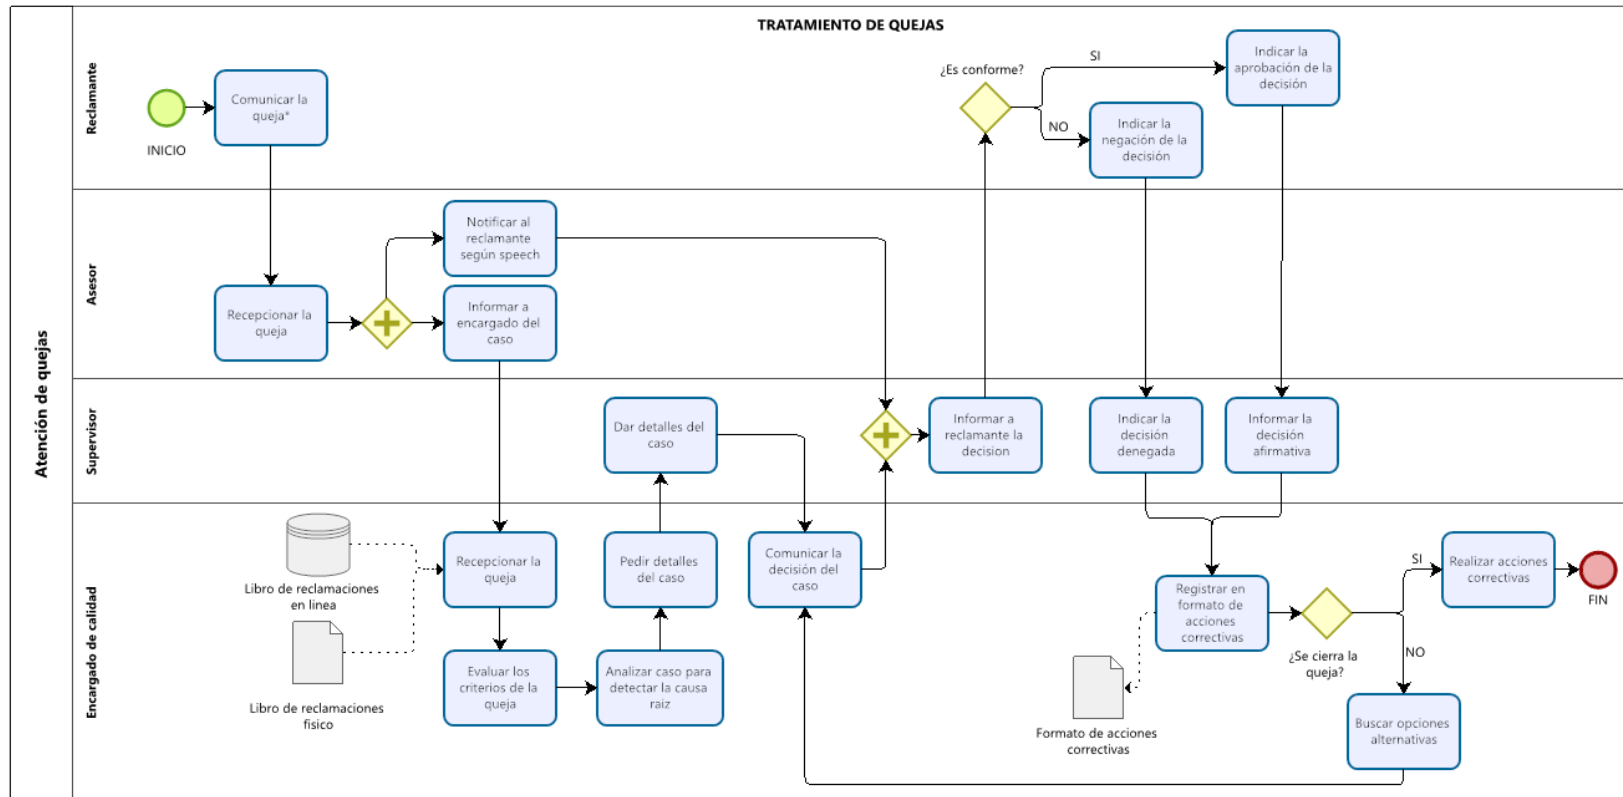 TRATAMIENTO DE QUEJAS
Atención de quejas
Reclamante
INICIO
Comunicar la
queja*
¿Es conforme?
SI
NO
Indicar la
aprobación de la
decisión
Indicar la
negación de la
decisión
Asesor
Recepcionar la
queja
Notificar al
reclamante
según speech
Informar a
encargado del
caso
Supervisor
Dar detalles del
caso
Informar a
reclamante la
decision
Indicar la
decisión
denegada
Informar la
decisión
afirmativa
Encargado de calidad
Libro de reclamaciones
en linea
Libro de reclamaciones
fisico
Recepcionar la
queja
Evaluar los
criterios de la
queja
Analizar caso para
detectar la causa
raiz
Pedir detalles
del caso
Comunicar la
decisión del
caso
Registrar en
formato de
acciones
correctivas
Formato de acciones
correctivas
¿Se cierra la
queja?
SI
NO
Realizar acciones
correctivas
FIN
Buscar opciones
alternativas